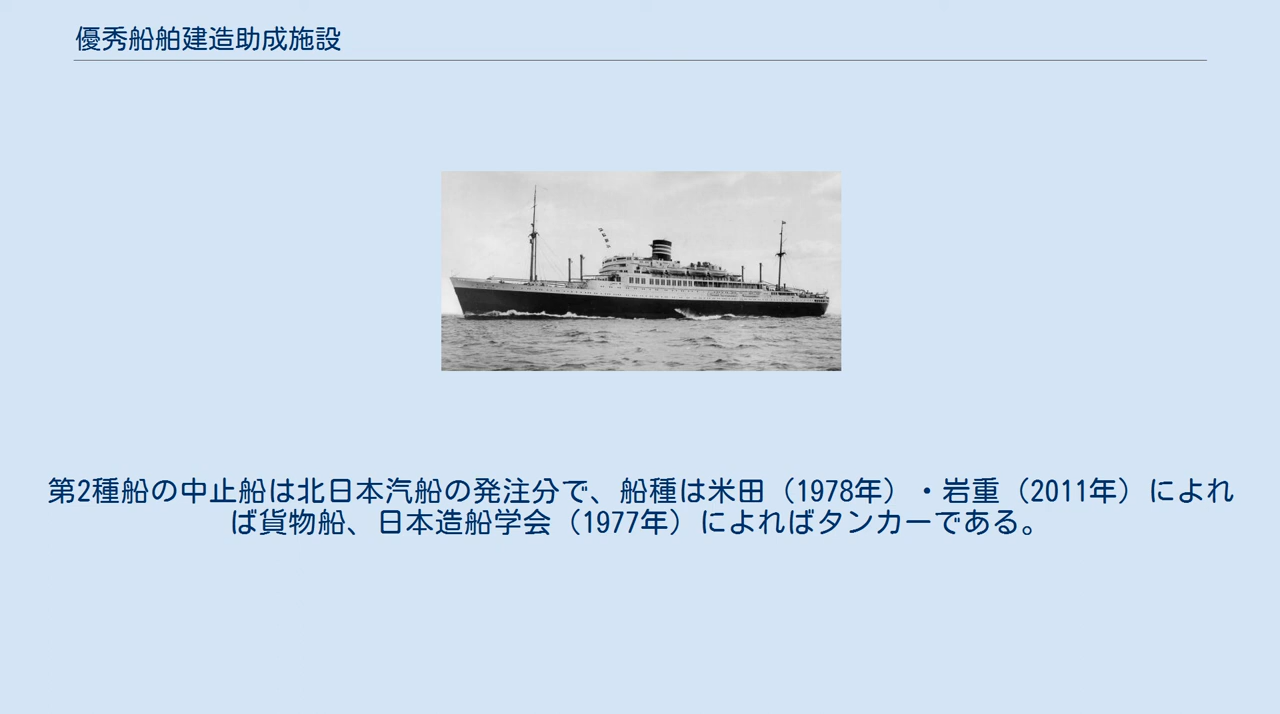 優秀船舶建造助成施設
第2種船の中止船は北日本汽船の発注分で、船種は米田（1978年）・岩重（2011年）によれ
ば貨物船、日本造船学会（1977年）によればタンカーである。